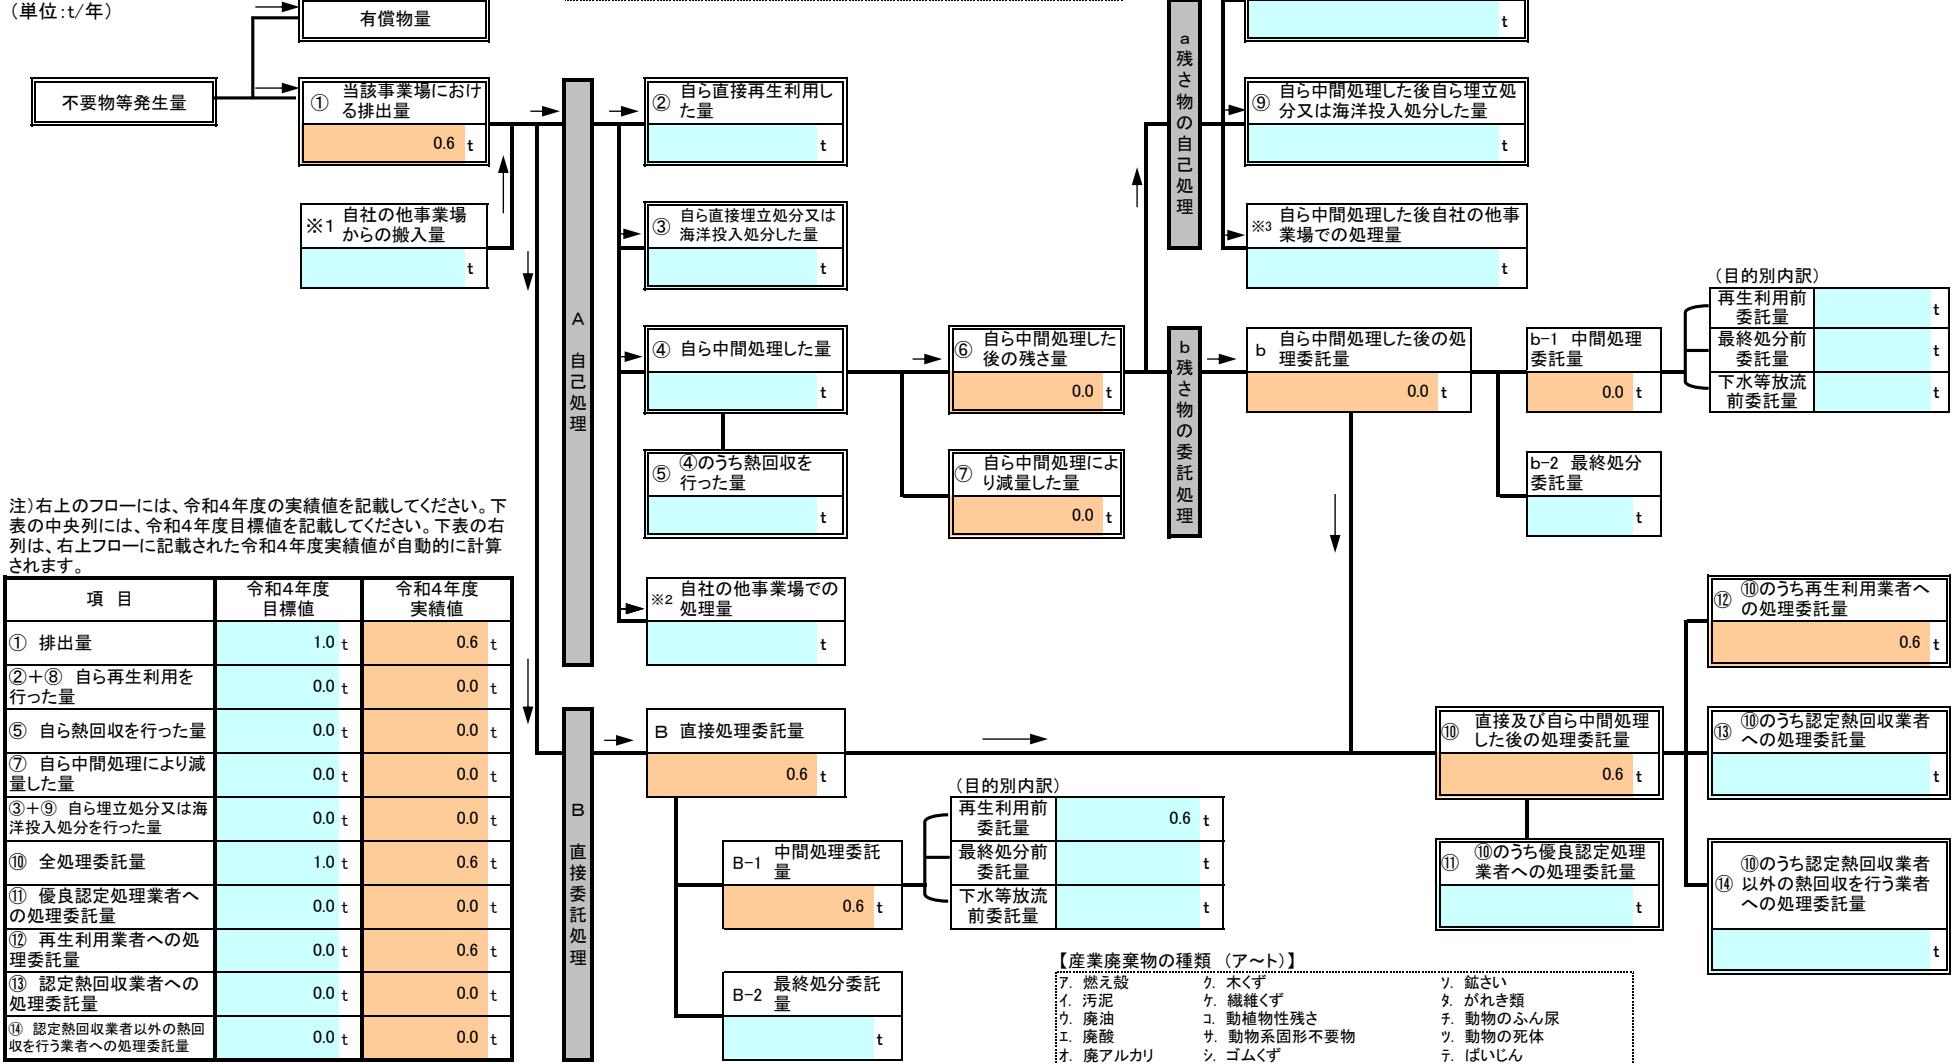 （単位：t/年）
有償物量
不要物等発生量
① 当該事業場におけ
る排出量
0.6 t
※1 自社の他事業場
からの搬入量
t
A 自己処理
② 自ら直接再生利用し
た量
t
③ 自ら直接埋立処分又は
海洋投入処分した量
t
④ 自ら中間処理した量
t
⑤ ④のうち熱回収を
行った量
t
※2 自社の他事業場での
処理量
t
⑥ 自ら中間処理した
後の残さ量
0.0 t
⑦ 自ら中間処理によ
り減量した量
0.0 t
a残さ物の自己処理
t
⑨ 自ら中間処理した後自ら埋立処
分又は海洋投入処分した量
t
※3 自ら中間処理した後自社の他事
業場での処理量
t
b残さ物の委託処理
b 自ら中間処理した後の処
理委託量
0.0 t
b-1 中間処理
委託量
0.0 t
（目的別内訳）
再生利用前
委託量
t
最終処分前
委託量
t
下水等放流
前委託量
t
b-2 最終処分
委託量
t
注）右上のフローには、令和４年度の実績値を記載してください。下
表の中央列には、令和４年度目標値を記載してください。下表の右
列は、右上フローに記載された令和４年度実績値が自動的に計算
されます。
項 目 令和４年度 目標値 令和４年度 実績値
① 排出量 1.0 t 0.6 t
②＋⑧ 自ら再生利用を
行った量 0.0 t 0.0 t
⑤ 自ら熱回収を行った量 0.0 t 0.0 t
⑦ 自ら中間処理により減
量した量 0.0 t 0.0 t
③＋⑨ 自ら埋立処分又は海
洋投入処分を行った量 0.0 t 0.0 t
⑩ 全処理委託量 1.0 t 0.6 t
⑪ 優良認定処理業者へ
の処理委託量 0.0 t 0.0 t
⑫ 再生利用業者への処
理委託量 0.0 t 0.6 t
⑬ 認定熱回収業者への
処理委託量 0.0 t 0.0 t
⑭ 認定熱回収業者以外の熱回
収を行う業者への処理委託量 0.0 t 0.0 t
B 直接委託処理
B 直接処理委託量
0.6 t
B-1 中間処理委託
量
0.6 t
（目的別内訳）
再生利用前
委託量
0.6 t
最終処分前
委託量
t
下水等放流
前委託量
t
B-2 最終処分委託
量
t
⑩ 直接及び自ら中間処理
した後の処理委託量
0.6 t
⑪ ⑩のうち優良認定処理
業者への処理委託量
t
⑫ ⑩のうち再生利用業者へ
の処理委託量
0.6 t
⑬ ⑩のうち認定熱回収業者
への処理委託量
t
⑭ ⑩のうち認定熱回収業者
以外の熱回収を行う業者
への処理委託量
t
【産業廃棄物の種類 （ア～ト）】
ア. 燃え殻 ク. 木くず ソ. 鉱さい
イ. 汚泥 ケ. 繊維くず タ. がれき類
ウ. 廃油 コ. 動植物性残さ チ. 動物のふん尿
エ. 廃酸 サ. 動物系固形不要物 ツ. 動物の死体
オ. 廃アルカリ シ. ゴムくず テ. ばいじん